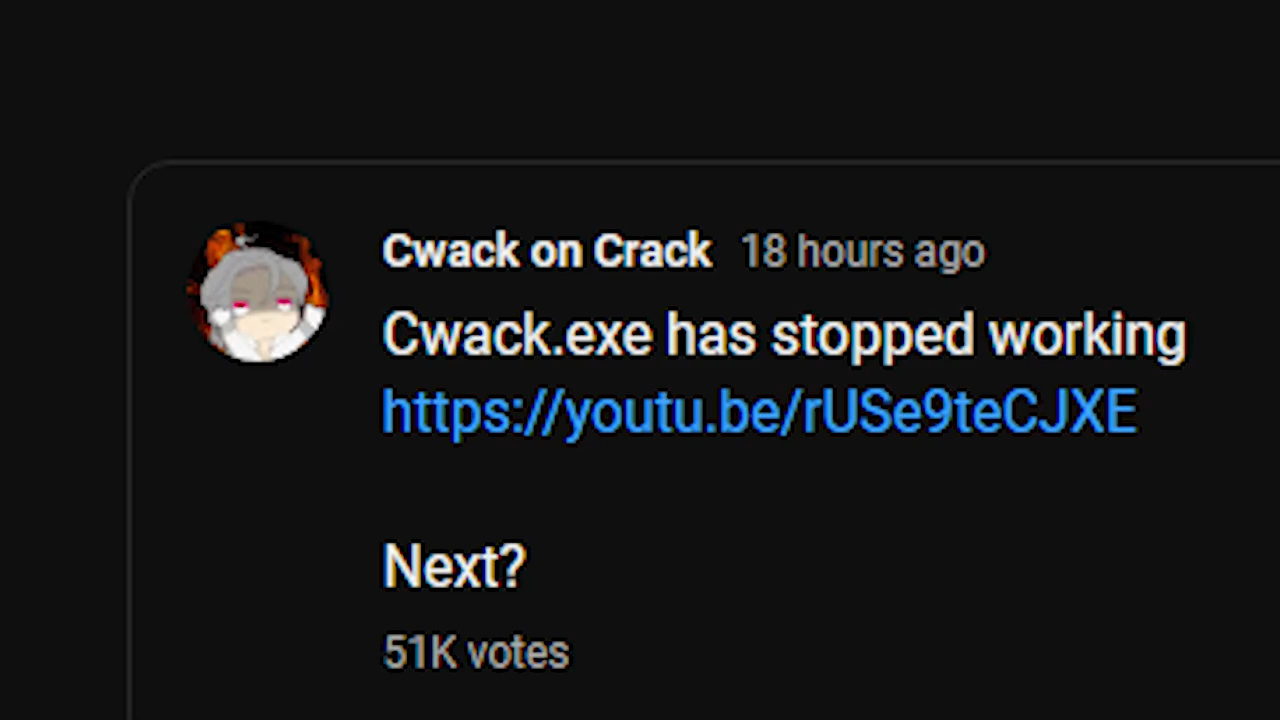 Cwack on Crack 18 hours ago
Cwack.exe has stopped working
https://youtu.be/rUSe9teCJXE
Next?
51K votes